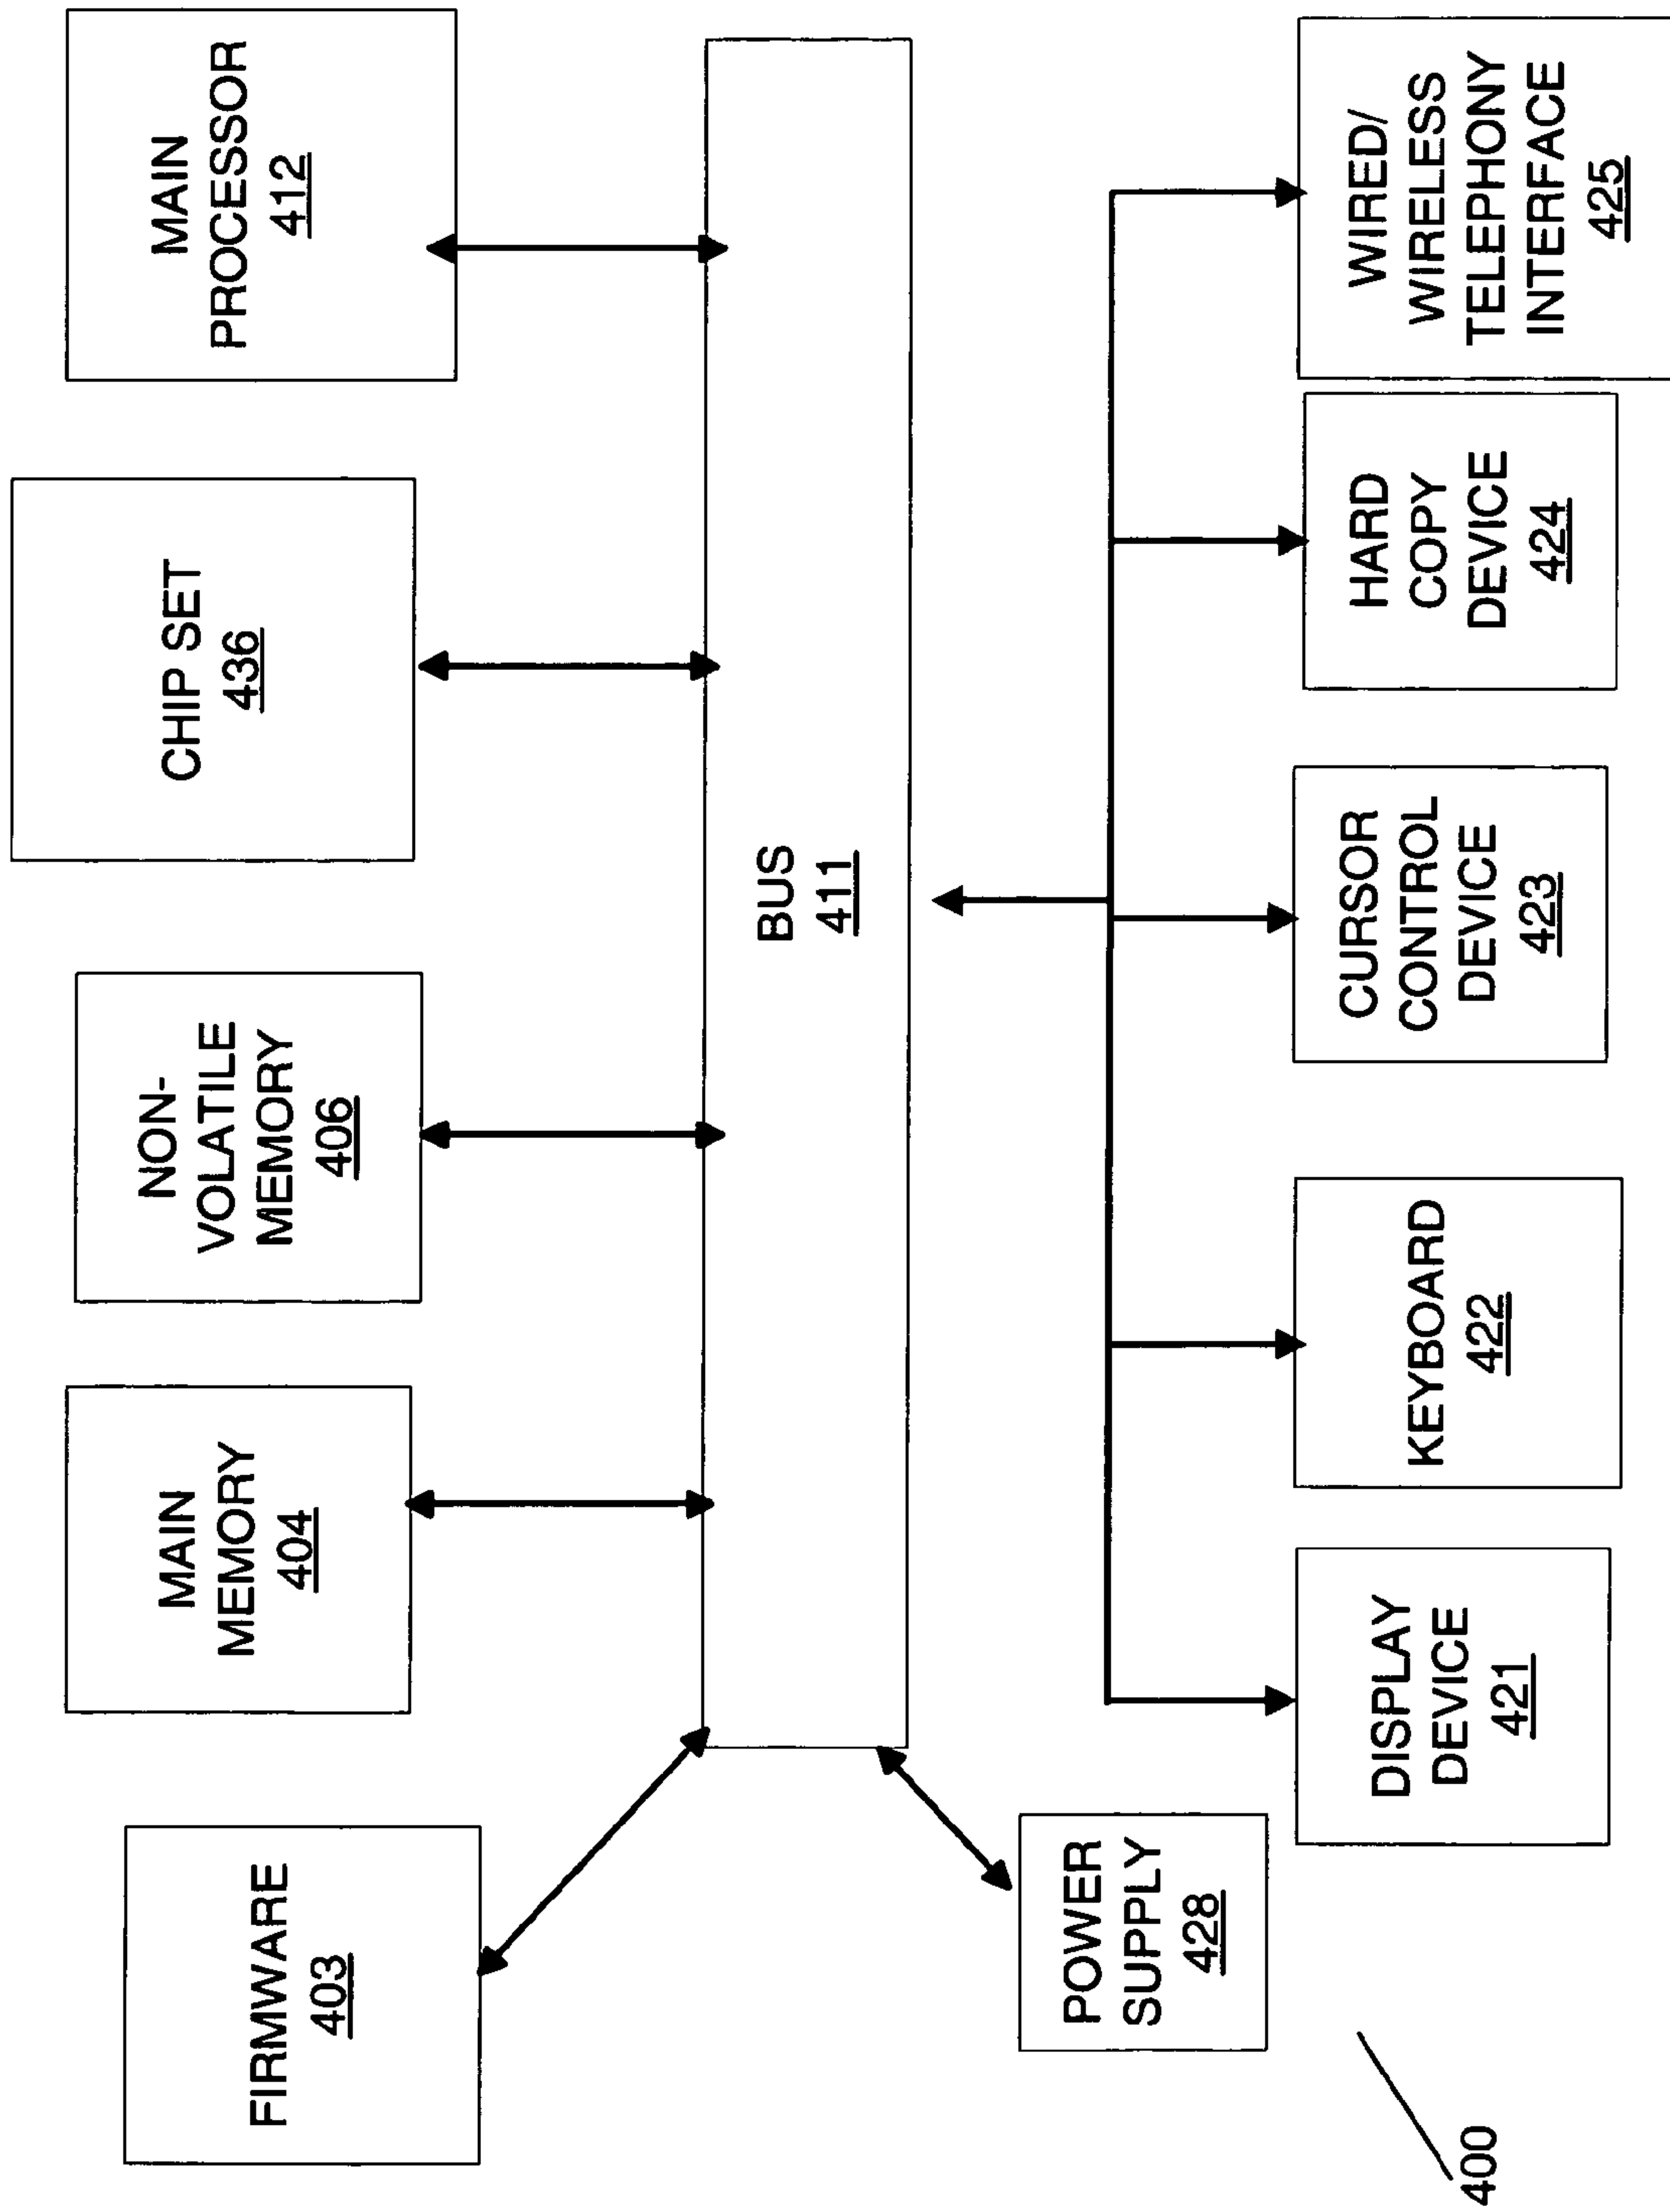 FIRMWARE
403
MAIN
MEMORY
404
NON-
VOLATILE
MEMORY
406
CHIP SET
436
MAIN
PROCESSOR
412
BUS
411
POWER
SUPPLY
428
DISPLAY
DEVICE
421
KEYBOARD
422
CURSOR
CONTROL
DEVICE
423
HARD
COPY
DEVICE
424
WIRED/
WIRELESS
TELEPHONY
INTERFACE
425
400